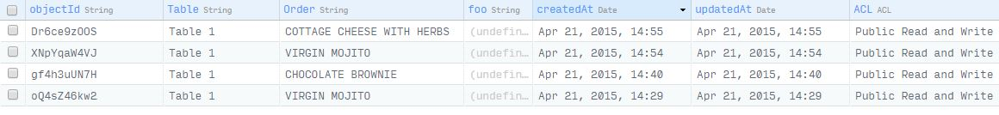 objectId String Table String Order String foo String createdAt Date updatedAt Date ACL ACL
Dr6ce9zOOS Table 1 COTTAGE CHEESE WITH HERBS (undefin... Apr 21, 2015, 14:55 Apr 21, 2015, 14:55 Public Read and Write
XNpYqaW4VJ Table 1 VIRGIN MOJITO (undefin... Apr 21, 2015, 14:54 Apr 21, 2015, 14:54 Public Read and Write
gf4h3uUN7H Table 1 CHOCOLATE BROWNIE (undefin... Apr 21, 2015, 14:40 Apr 21, 2015, 14:40 Public Read and Write
oQ4sZ46kw2 Table 1 VIRGIN MOJITO (undefin... Apr 21, 2015, 14:29 Apr 21, 2015, 14:29 Public Read and Write